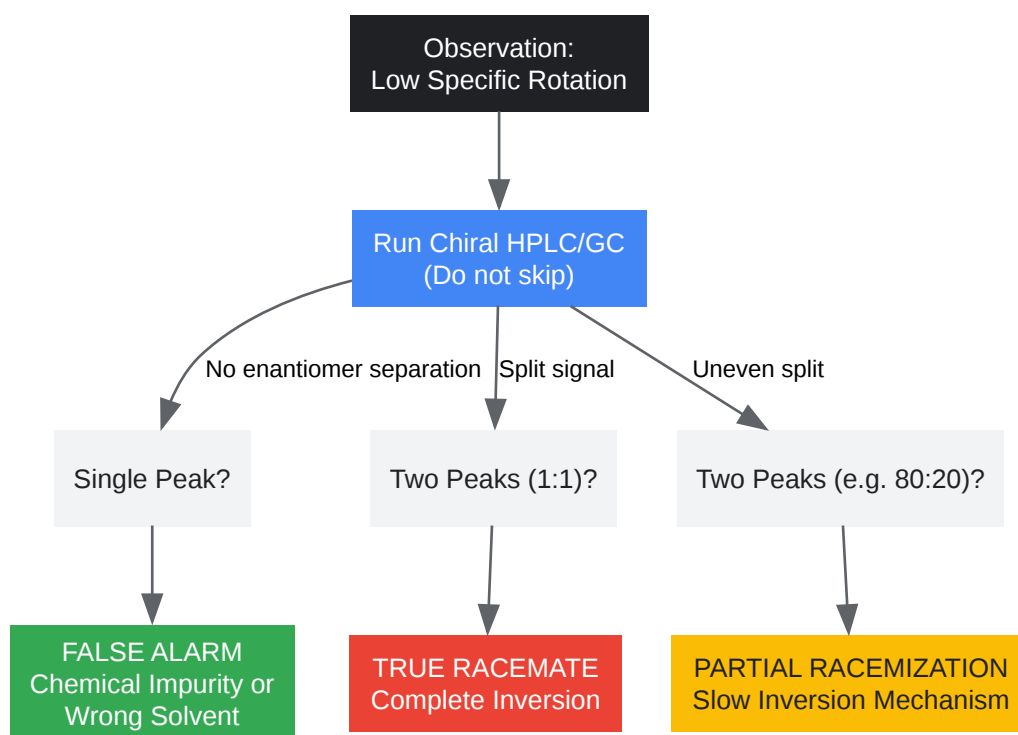 Observation:
Low Specific Rotation
Run Chiral HPLC/GC
(Do not skip)
No enantiomer separation
Split signal
Uneven split
Single Peak?
Two Peaks (1:1)?
Two Peaks (e.g. 80:20)?
FALSE ALARM
Chemical Impurity or
Wrong Solvent
TRUE RACEMATE
Complete Inversion
PARTIAL RACEMIZATION
Slow Inversion Mechanism